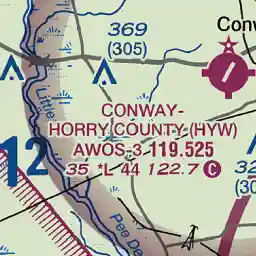 369
(305)
Conw
CONWAY-
HORRY COUNTY (HYW)
AWOS-3 119.525
35 *L 44 122.7 C
12
32
(30
Little
Pee De